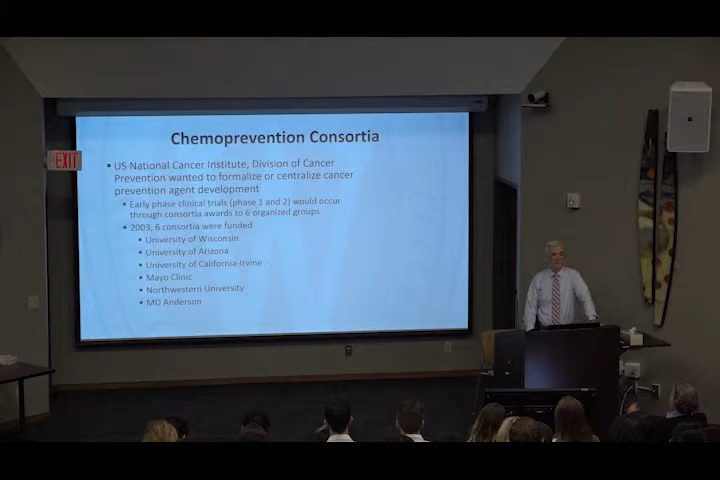 Chemoprevention Consortia
▪ US National Cancer Institute, Division of Cancer
Prevention wanted to formalize or centralize cancer
prevention agent development
▪ Early phase clinical trials (phase 1 and 2) would occur
through consortia awards to 6 organized groups
▪ 2003, 6 consortia were funded
▪ University of Wisconsin
▪ University of Arizona
▪ University of California-Irvine
▪ Mayo Clinic
▪ Northwestern University
▪ MD Anderson
EXIT